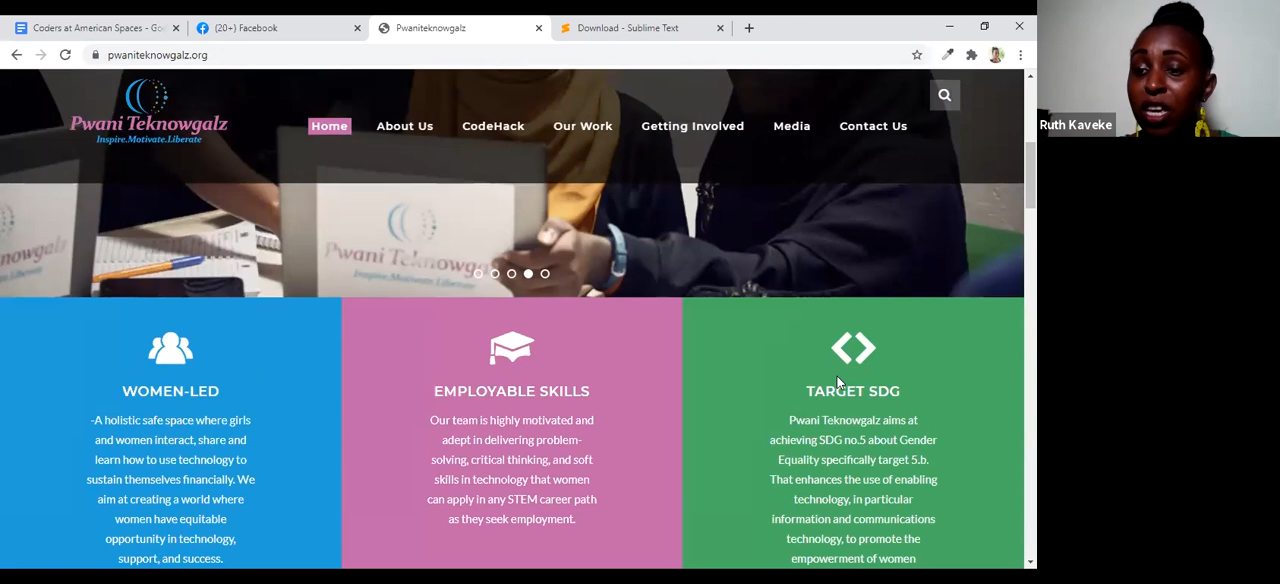 Coders at American Spaces - Go
(20+) Facebook
Pwaniteknowgalz
Download - Sublime Text
pwaniteknowgalz.org
Pwani Teknowgalz
Inspire.Motivate.Liberate
Home
About Us
CodeHack
Our Work
Getting Involved
Media
Contact Us
Ruth Kaveke
Pwani Teknowg
Inspire.Motivate.Liberate
WOMEN-LED
-A holistic safe space where girls
and women interact, share and
learn how to use technology to
sustain themselves financially. We
aim at creating a world where
women have equitable
opportunity in technology,
support, and success.
EMPLOYABLE SKILLS
Our team is highly motivated and
adept in delivering problem-
solving, critical thinking, and soft
skills in technology that women
can apply in any STEM career path
as they seek employment.
TARGET SDG
Pwani Teknowgalz aims at
achieving SDG no.5 about Gender
Equality specifically target 5.b.
That enhances the use of enabling
technology, in particular
information and communications
technology, to promote the
empowerment of women